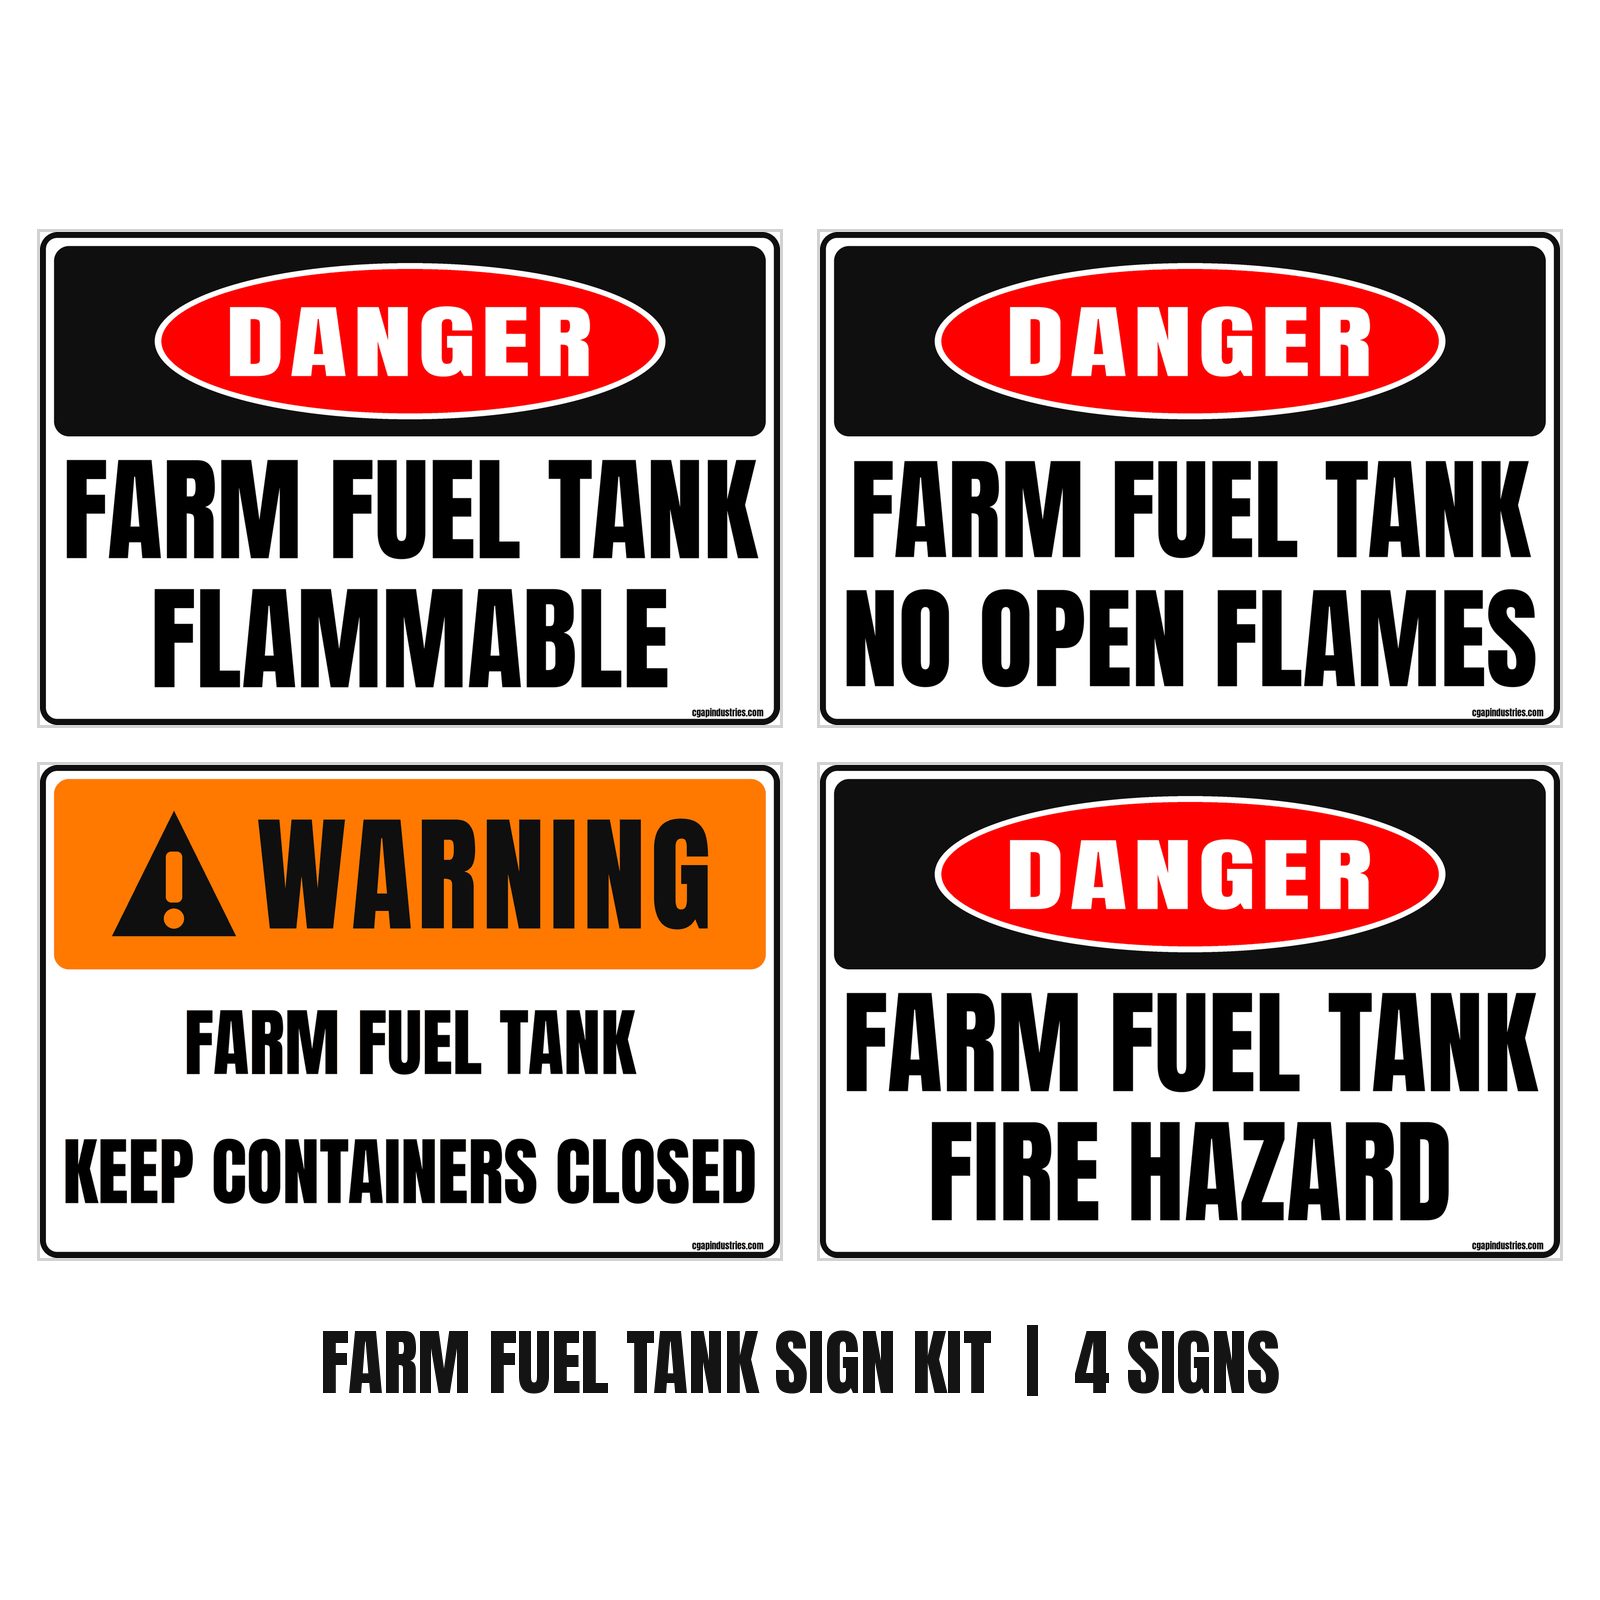 DANGER
FARM FUEL TANK
FLAMMABLE
cgapindustries.com
DANGER
FARM FUEL TANK
NO OPEN FLAMES
cgapindustries.com
WARNING
FARM FUEL TANK
KEEP CONTAINERS CLOSED
cgapindustries.com
DANGER
FARM FUEL TANK
FIRE HAZARD
cgapindustries.com
FARM FUEL TANK SIGN KIT | 4 SIGNS